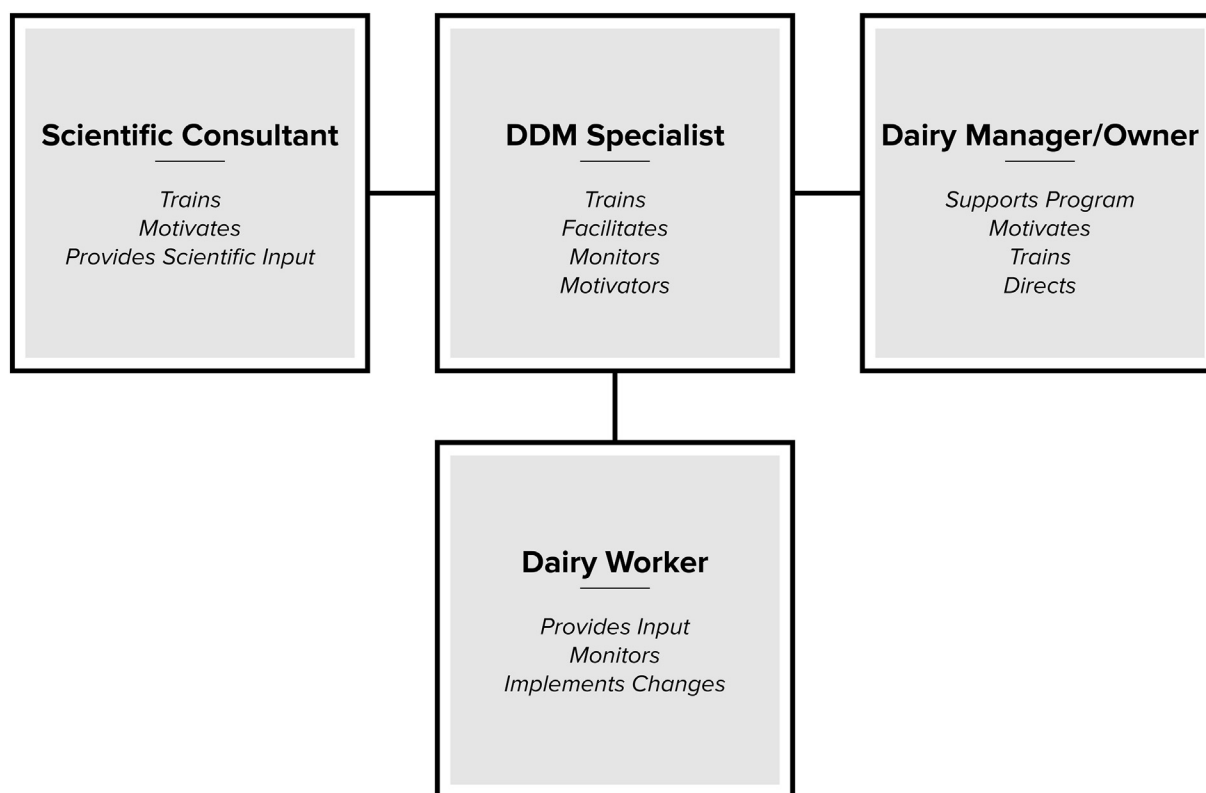 Scientific Consultant
Trains
Motivates
Provides Scientific Input
DDM Specialist
Trains
Facilitates
Monitors
Motivators
Dairy Manager/Owner
Supports Program
Motivates
Trains
Directs
Dairy Worker
Provides Input
Monitors
Implements Changes